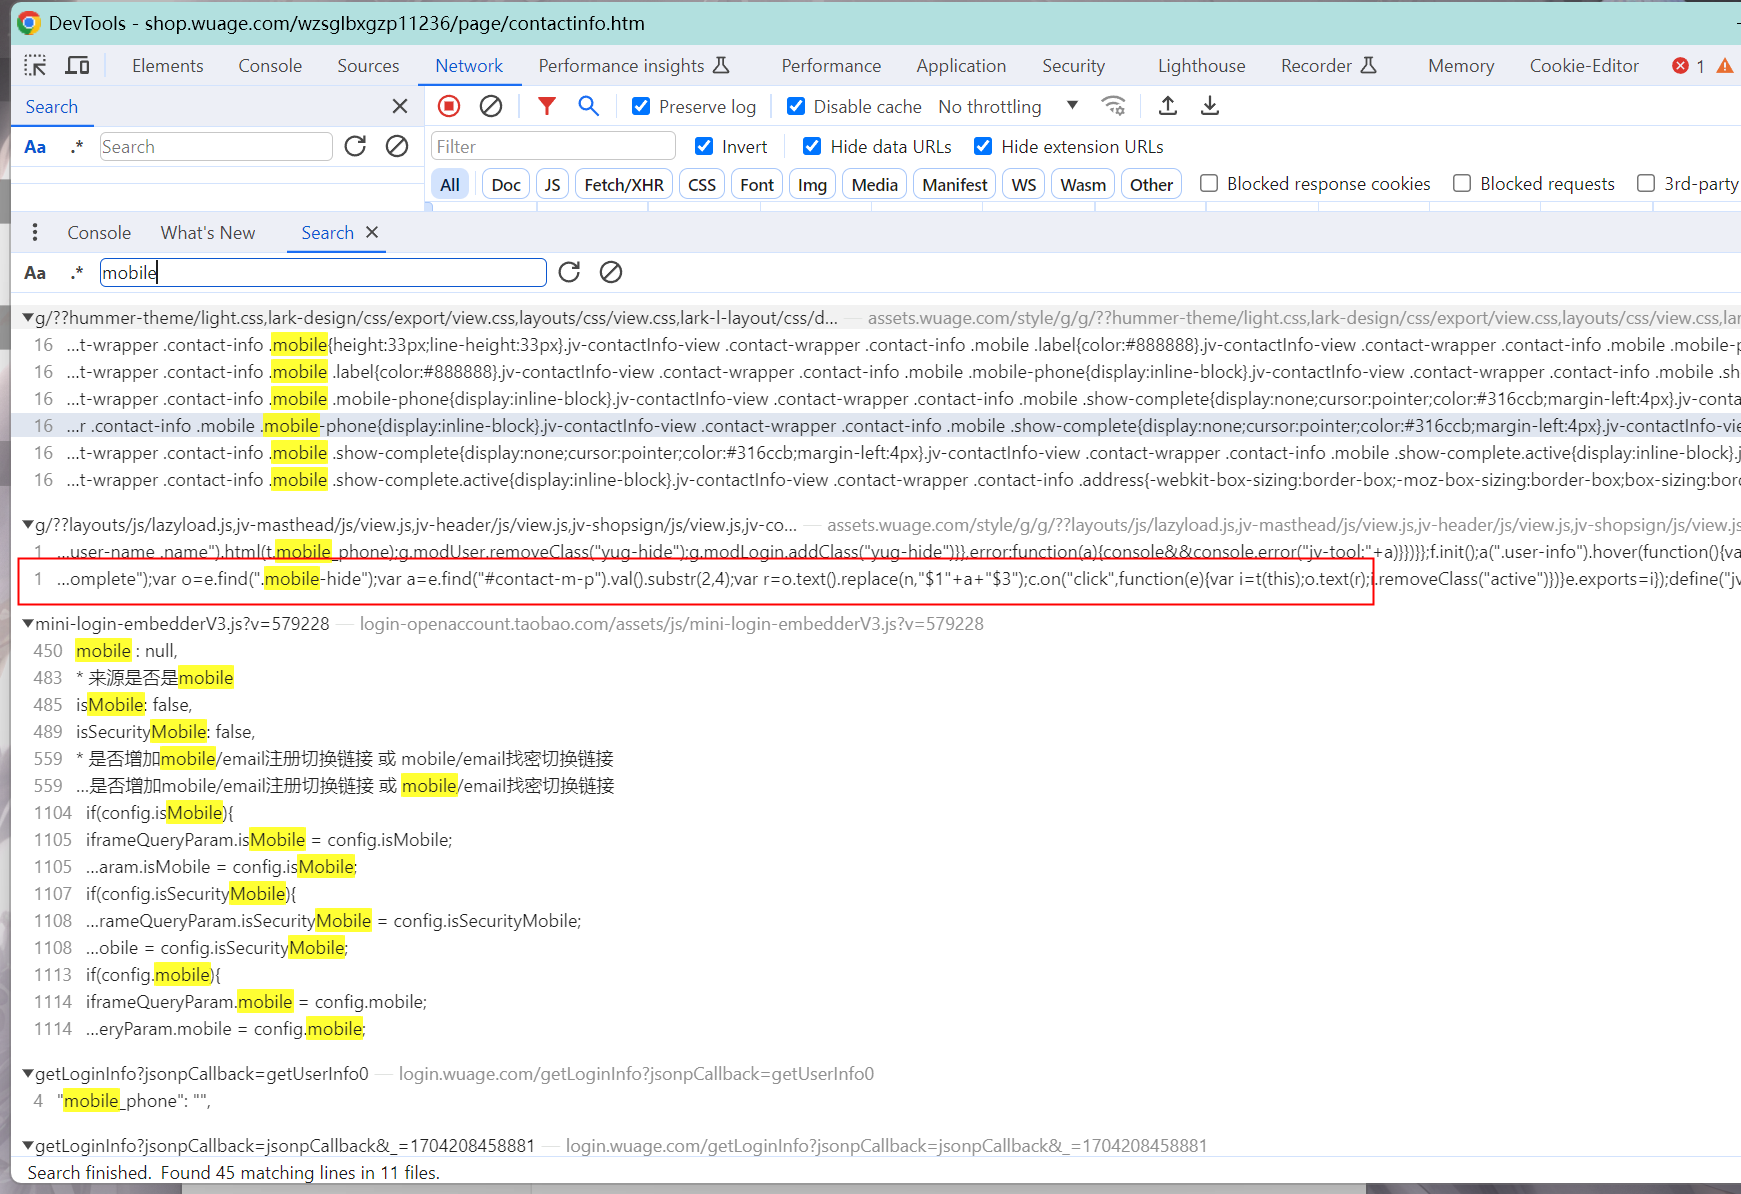 DevTools - shop.wuage.com/wzsglbxgzp11236/page/contactinfo.htm
Elements Console Sources Network Performance insights Performance Application Security Lighthouse Recorder Memory Cookie-Editor 1
Search
Preserve log Disable cache No throttling
Aa .* Search
Filter Invert Hide data URLs Hide extension URLs
All Doc JS Fetch/XHR CSS Font Img Media Manifest WS Wasm Other Blocked response cookies Blocked requests 3rd-party
Console What's New Search
Aa .* mobile
g/??hummer-theme/light.css,lark-design/css/export/view.css,layouts/css/view.css,lark-l-layout/css/d... — assets.wuage.com/style/g/g/??hummer-theme/light.css,lark-design/css/export/view.css,layouts/css/view.css,lar
16 ...t-wrapper .contact-info .mobile{height:33px;line-height:33px}.jv-contactInfo-view .contact-wrapper .contact-info .mobile .label{color:#888888}.jv-contactInfo-view .contact-wrapper .contact-info .mobile .mobile-p
16 ...t-wrapper .contact-info .mobile .label{color:#888888}.jv-contactInfo-view .contact-wrapper .contact-info .mobile .mobile-phone{display:inline-block}.jv-contactInfo-view .contact-wrapper .contact-info .mobile .sh
16 ...t-wrapper .contact-info .mobile .mobile-phone{display:inline-block}.jv-contactInfo-view .contact-wrapper .contact-info .mobile .show-complete{display:none;cursor:pointer;color:#316ccb;margin-left:4px}.jv-conta
16 ...r .contact-info .mobile .mobile-phone{display:inline-block}.jv-contactInfo-view .contact-wrapper .contact-info .mobile .show-complete{display:none;cursor:pointer;color:#316ccb;margin-left:4px}.jv-contactInfo-vie
16 ...t-wrapper .contact-info .mobile .show-complete{display:none;cursor:pointer;color:#316ccb;margin-left:4px}.jv-contactInfo-view .contact-wrapper .contact-info .mobile .show-complete.active{display:inline-block}.j
16 ...t-wrapper .contact-info .mobile .show-complete.active{display:inline-block}.jv-contactInfo-view .contact-wrapper .contact-info .address{-webkit-box-sizing:border-box;-moz-box-sizing:border-box;box-sizing:bor
g/??layouts/js/lazyload.js,jv-masthead/js/view.js,jv-header/js/view.js,jv-shopsign/js/view.js,jv-co... — assets.wuage.com/style/g/g/??layouts/js/lazyload.js,jv-masthead/js/view.js,jv-header/js/view.js,jv-shopsign/js/view.js
1 ...user-name .name").html(t.mobile_phone);g.modUser.removeClass("yug-hide");g.modLogin.addClass("yug-hide")}},error:function(a){console&&console.error("jv-tool:"+a)}})}};f.init();a(".user-info").hover(function(){va
1 ...omplete");var o=e.find(".mobile-hide");var a=e.find("#contact-m-p").val().substr(2,4);var r=o.text().replace(n,"$1"+a+"$3");c.on("click",function(e){var i=t(this);o.text(r);i.removeClass("active")})}e.exports=i});define("jv
mini-login-embedderV3.js?v=579228 — login-openaccount.taobao.com/assets/js/mini-login-embedderV3.js?v=579228
450 mobile : null,
483 * 来源是否是mobile
485 isMobile: false,
489 isSecurityMobile: false,
559 * 是否增加mobile/email注册切换链接 或 mobile/email找密切换链接
559 ...是否增加mobile/email注册切换链接 或 mobile/email找密切换链接
1104 if(config.isMobile){
1105 iframeQueryParam.isMobile = config.isMobile;
1105 ...aram.isMobile = config.isMobile;
1107 if(config.isSecurityMobile){
1108 ...rameQueryParam.isSecurityMobile = config.isSecurityMobile;
1108 ...obile = config.isSecurityMobile;
1113 if(config.mobile){
1114 iframeQueryParam.mobile = config.mobile;
1114 ...eryParam.mobile = config.mobile;
getLoginInfo?jsonpCallback=getUserInfo0 — login.wuage.com/getLoginInfo?jsonpCallback=getUserInfo0
4 "mobile_phone": "",
getLoginInfo?jsonpCallback=jsonpCallback&_=1704208458881 — login.wuage.com/getLoginInfo?jsonpCallback=jsonpCallback&_=1704208458881
Search finished. Found 45 matching lines in 11 files.